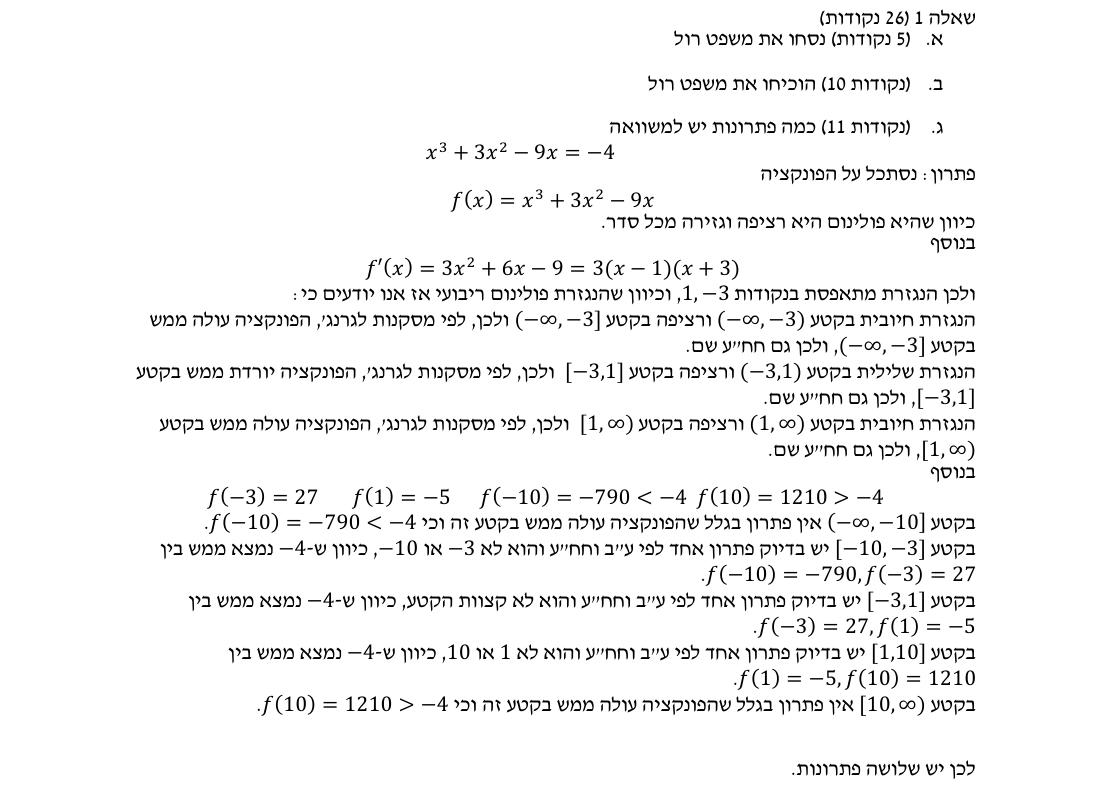 שאלה 1 (26 נקודות)
א. (5 נקודות) נסחו את משפט רול
ב. (נקודות 10) הוכיחו את משפט רול
ג. (נקודות 11) כמה פתרונות יש למשוואה
x³ + 3x² − 9x = −4
פתרון: נסתכל על הפונקציה
f(x) = x³ + 3x² − 9x
כיוון שהיא פולינום היא רציפה וגזירה מכל סדר.
בנוסף
f′(x) = 3x² + 6x − 9 = 3(x − 1)(x + 3)
ולכן הנגזרת מתאפסת בנקודות 1, −3, וכיוון שהנגזרת פולינום ריבועי אז אנו יודעים כי:
הנגזרת חיובית בקטע (−∞, −3) ורציפה בקטע (−∞, −3] ולכן, לפי מסקנות לגרנג׳, הפונקציה עולה ממש
בקטע (−∞, −3], ולכן גם חח״ע שם.
הנגזרת שלילית בקטע (−3,1) ורציפה בקטע [−3,1] ולכן, לפי מסקנות לגרנג׳, הפונקציה יורדת ממש בקטע
[−3,1], ולכן גם חח״ע שם.
הנגזרת חיובית בקטע (1, ∞) ורציפה בקטע [1, ∞) ולכן, לפי מסקנות לגרנג׳, הפונקציה עולה ממש בקטע
[1, ∞), ולכן גם חח״ע שם.
בנוסף
f(−3) = 27 f(1) = −5 f(−10) = −790 < −4 f(10) = 1210 > −4
בקטע (−∞, −10] אין פתרון בגלל שהפונקציה עולה ממש בקטע זה וכי f(−10) = −790 < −4.
בקטע [−10, −3] יש בדיוק פתרון אחד לפי ע״ב וחח״ע והוא לא −3 או −10, כיוון ש-−4 נמצא ממש בין
f(−10) = −790, f(−3) = 27.
בקטע [−3,1] יש בדיוק פתרון אחד לפי ע״ב וחח״ע והוא לא קצוות הקטע, כיוון ש-−4 נמצא ממש בין
f(−3) = 27, f(1) = −5.
בקטע [1,10] יש בדיוק פתרון אחד לפי ע״ב וחח״ע והוא לא 1 או 10, כיוון ש-−4 נמצא ממש בין
f(1) = −5, f(10) = 1210.
בקטע [10, ∞) אין פתרון בגלל שהפונקציה עולה ממש בקטע זה וכי f(10) = 1210 > −4.
לכן יש שלושה פתרונות.